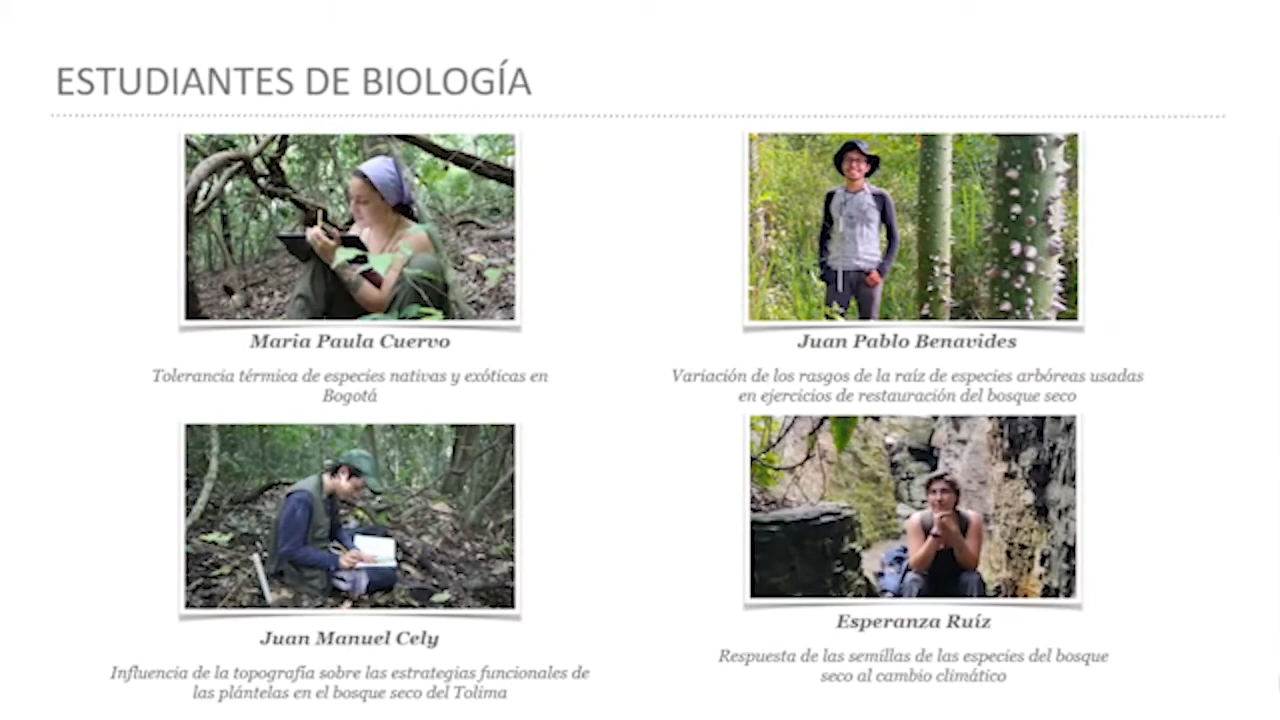 ESTUDIANTES DE BIOLOGÍA
Maria Paula Cuervo
Tolerancia térmica de especies nativas y exóticas en
Bogotá
Juan Pablo Benavides
Variación de los rasgos de la raíz de especies arbóreas usadas
en ejercicios de restauración del bosque seco
Juan Manuel Cely
Influencia de la topografía sobre las estrategias funcionales de
las plántelas en el bosque seco del Tolima
Esperanza Ruíz
Respuesta de las semillas de las especies del bosque
seco al cambio climático